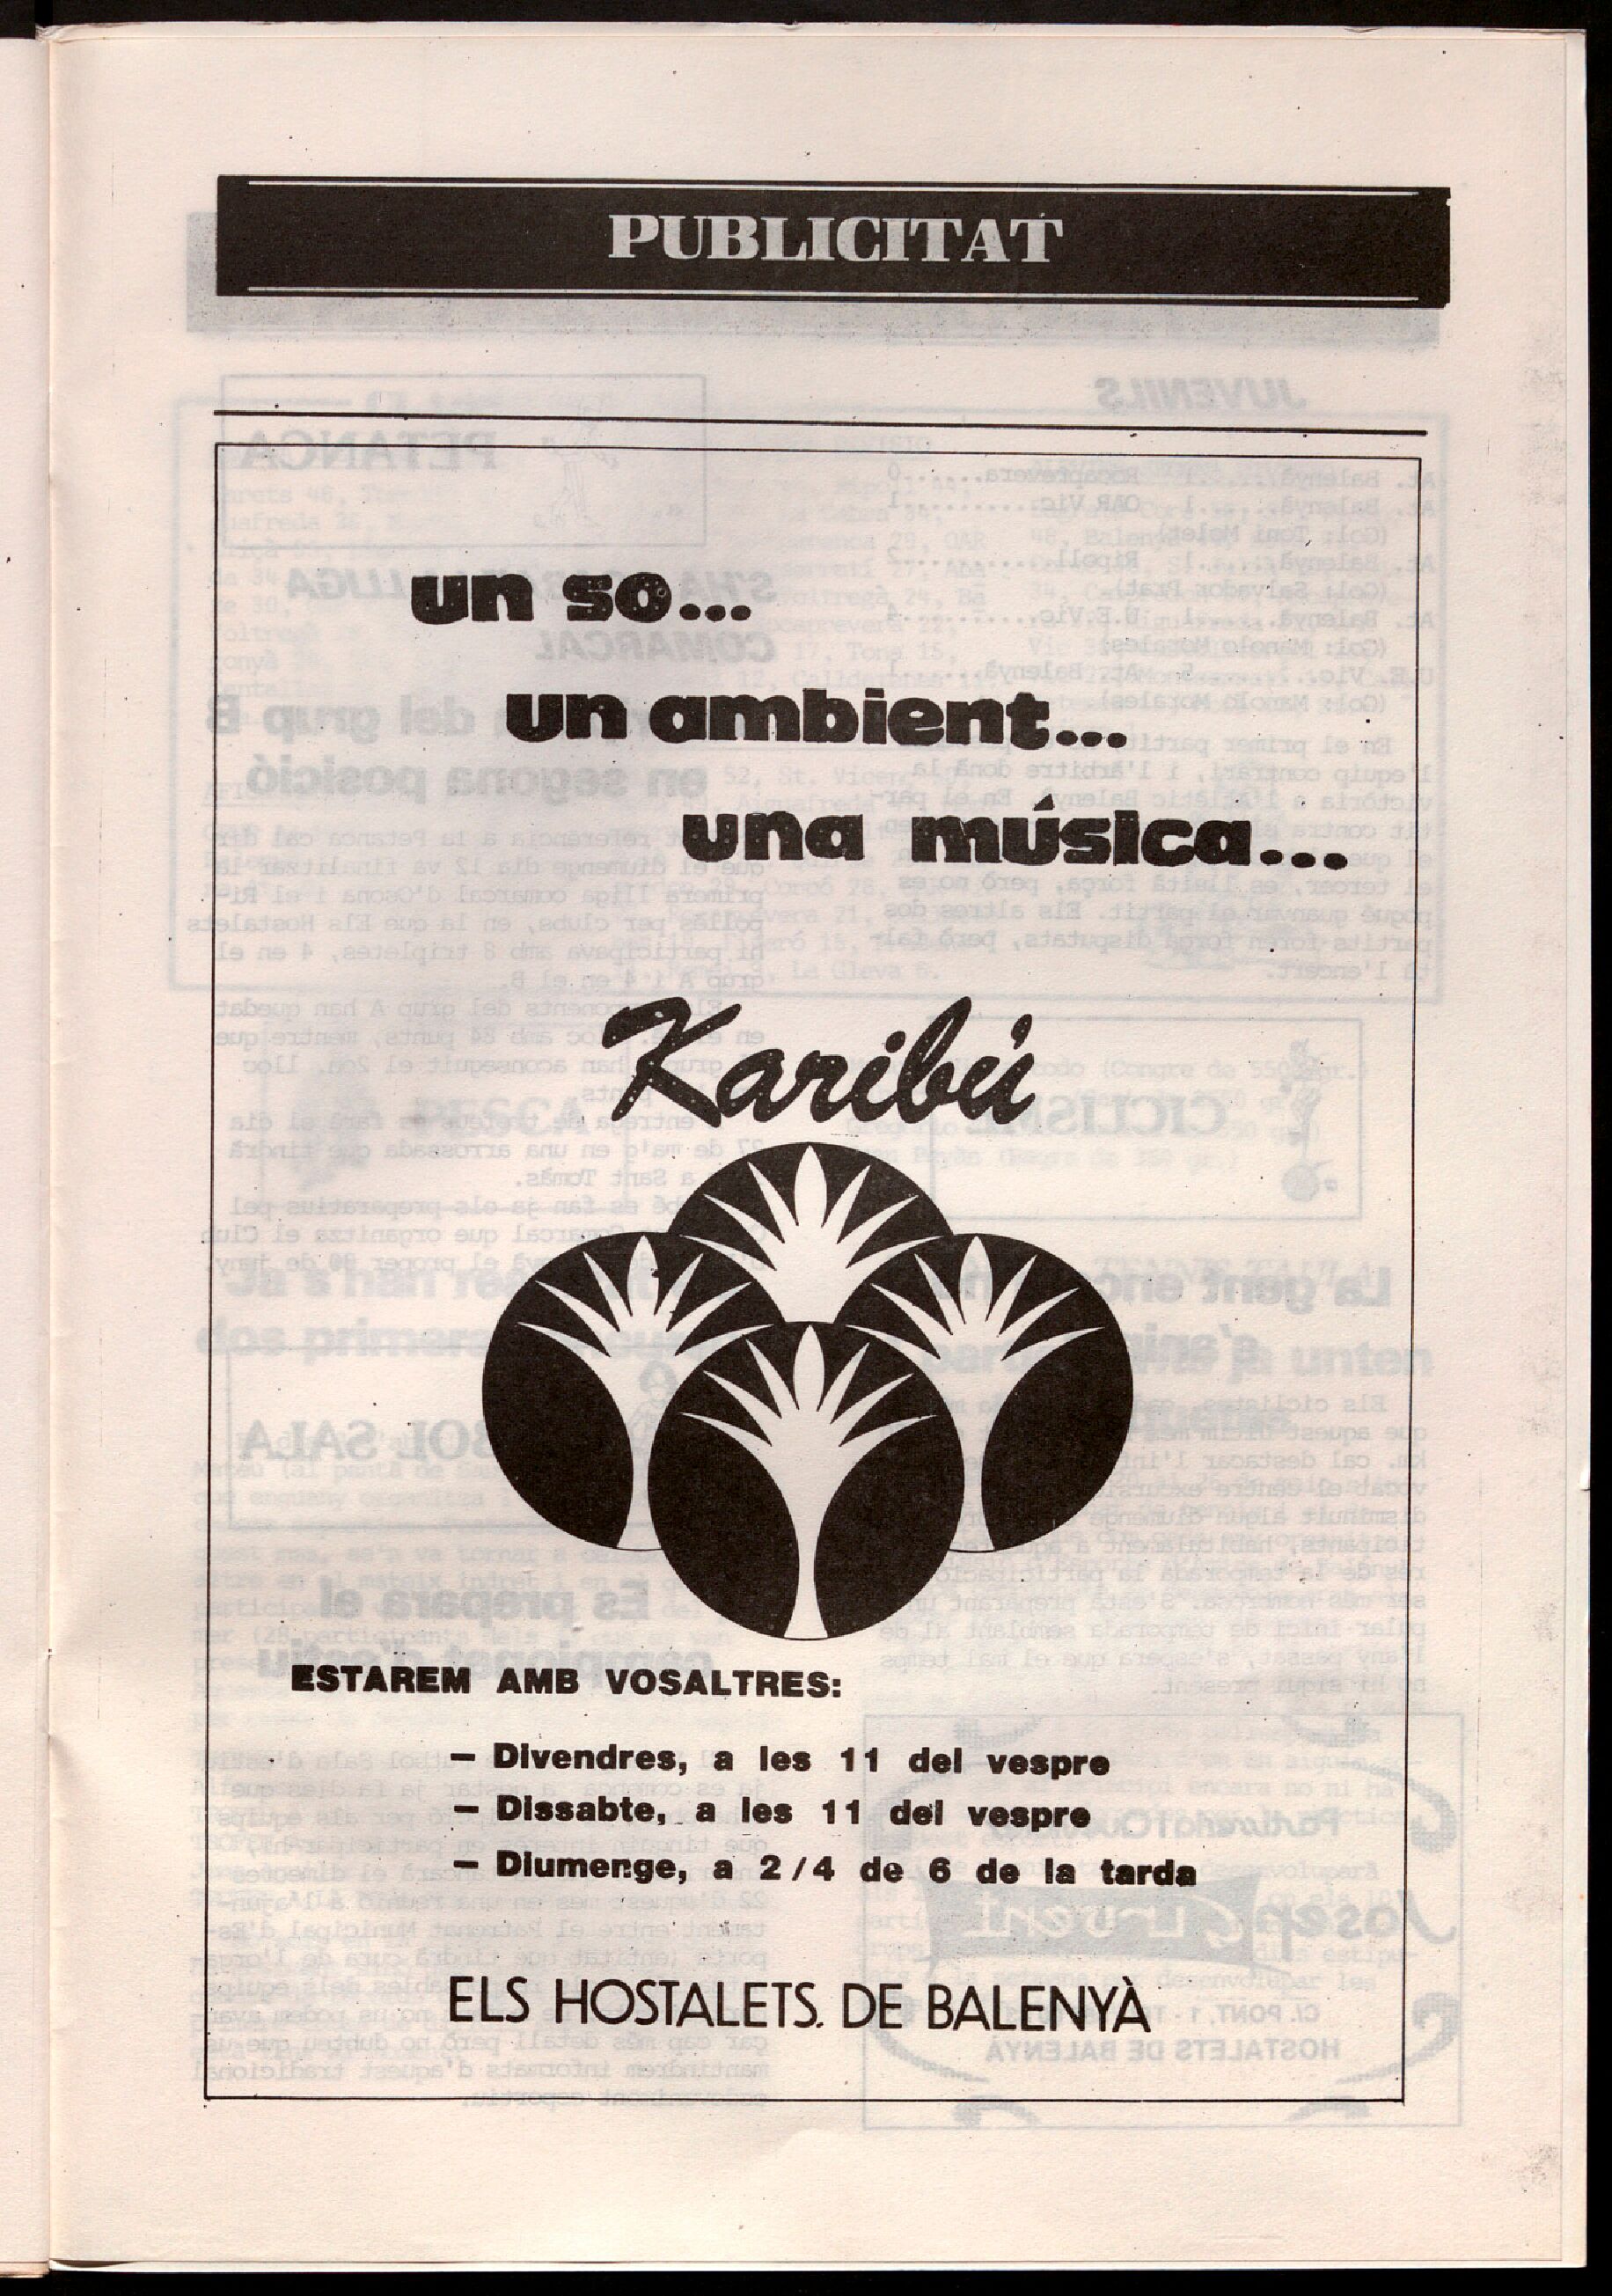 PUBLICITAT
un so...
un ambient...
una música...
Karibú
ESTAREM AMB VOSALTRES:
— Divendres, a les 11 del vespre
— Dissabte, a les 11 del vespre
— Diumenge, a 2/4 de 6 de la tarda
ELS HOSTALETS. DE BALENYÀ